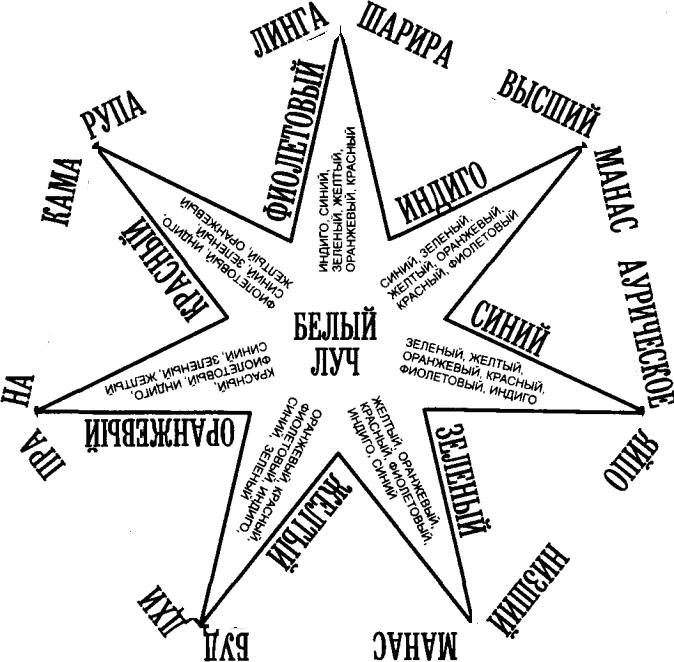 ЛИНГА ШАРИРА
ФИОЛЕТОВЫЙ
ИНДИГО, СИНИЙ,
ЗЕЛЕНЫЙ, ЖЕЛТЫЙ,
ОРАНЖЕВЫЙ, КРАСНЫЙ
ВЫСШИЙ МАНАС
ИНДИГО
СИНИЙ, ЗЕЛЕНЫЙ,
ЖЕЛТЫЙ, ОРАНЖЕВЫЙ,
КРАСНЫЙ, ФИОЛЕТОВЫЙ
АУРИЧЕСКОЕ ЯЙЦО
СИНИЙ
ЗЕЛЕНЫЙ, ЖЕЛТЫЙ,
ОРАНЖЕВЫЙ, КРАСНЫЙ,
ФИОЛЕТОВЫЙ, ИНДИГО
НИЗШИЙ МАНАС
ЗЕЛЕНЫЙ
ЖЕЛТЫЙ, ОРАНЖЕВЫЙ,
КРАСНЫЙ, ФИОЛЕТОВЫЙ,
ИНДИГО, СИНИЙ
БУДДХИ
ЖЕЛТЫЙ
ОРАНЖЕВЫЙ, КРАСНЫЙ,
ФИОЛЕТОВЫЙ, ИНДИГО,
СИНИЙ, ЗЕЛЕНЫЙ
ПРАНА
ОРАНЖЕВЫЙ
КРАСНЫЙ,
ФИОЛЕТОВЫЙ, ИНДИГО,
СИНИЙ, ЗЕЛЕНЫЙ, ЖЕЛТЫЙ
КАМА РУПА
КРАСНЫЙ
ФИОЛЕТОВЫЙ, ИНДИГО,
СИНИЙ, ЗЕЛЕНЫЙ,
ЖЕЛТЫЙ, ОРАНЖЕВЫЙ
БЕЛЫЙ
ЛУЧ